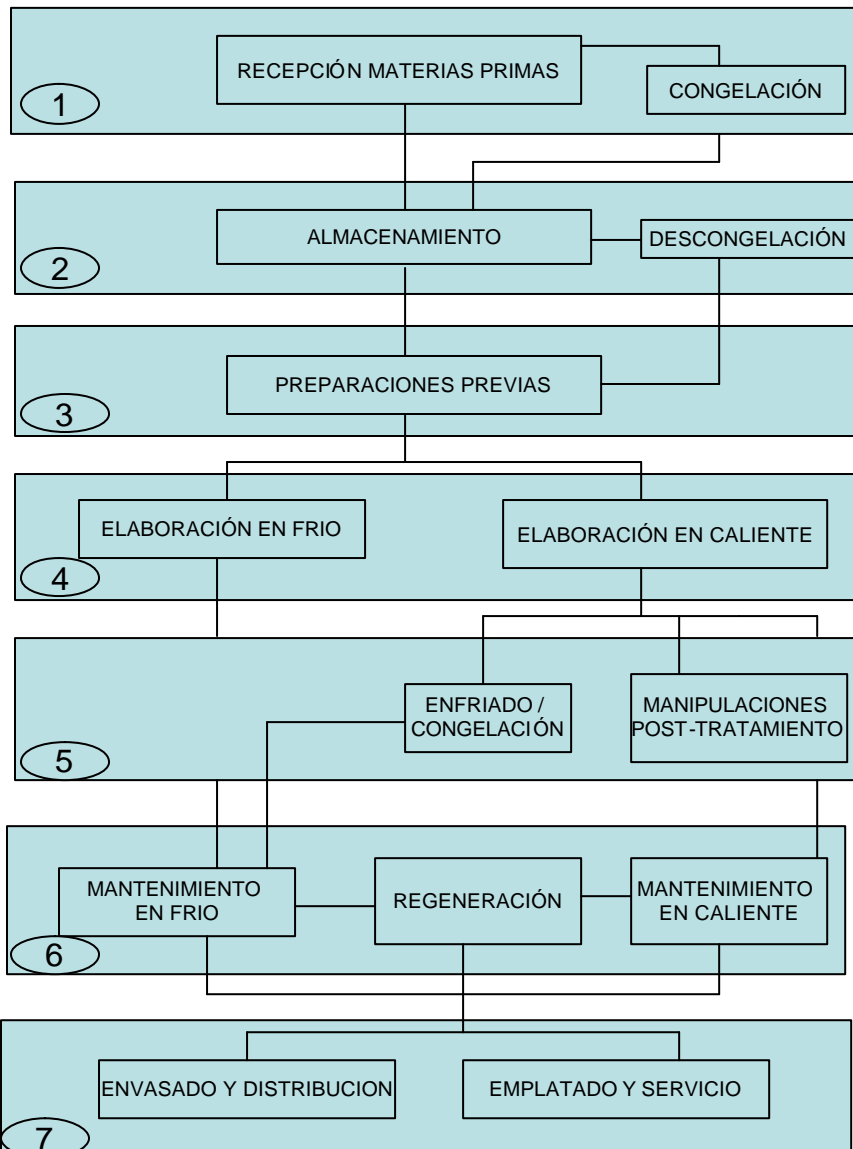 RECEPCIÓN MATERIAS PRIMAS
CONGELACIÓN
1
ALMACENAMIENTO
DESCONGELACIÓN
2
PREPARACIONES PREVIAS
3
ELABORACIÓN EN FRIO
ELABORACIÓN EN CALIENTE
4
ENFRIADO /
CONGELACIÓN
MANIPULACIONES
POST-TRATAMIENTO
5
MANTENIMIENTO
EN FRIO
REGENERACIÓN
MANTENIMIENTO
EN CALIENTE
6
ENVASADO Y DISTRIBUCION
EMPLATADO Y SERVICIO
7